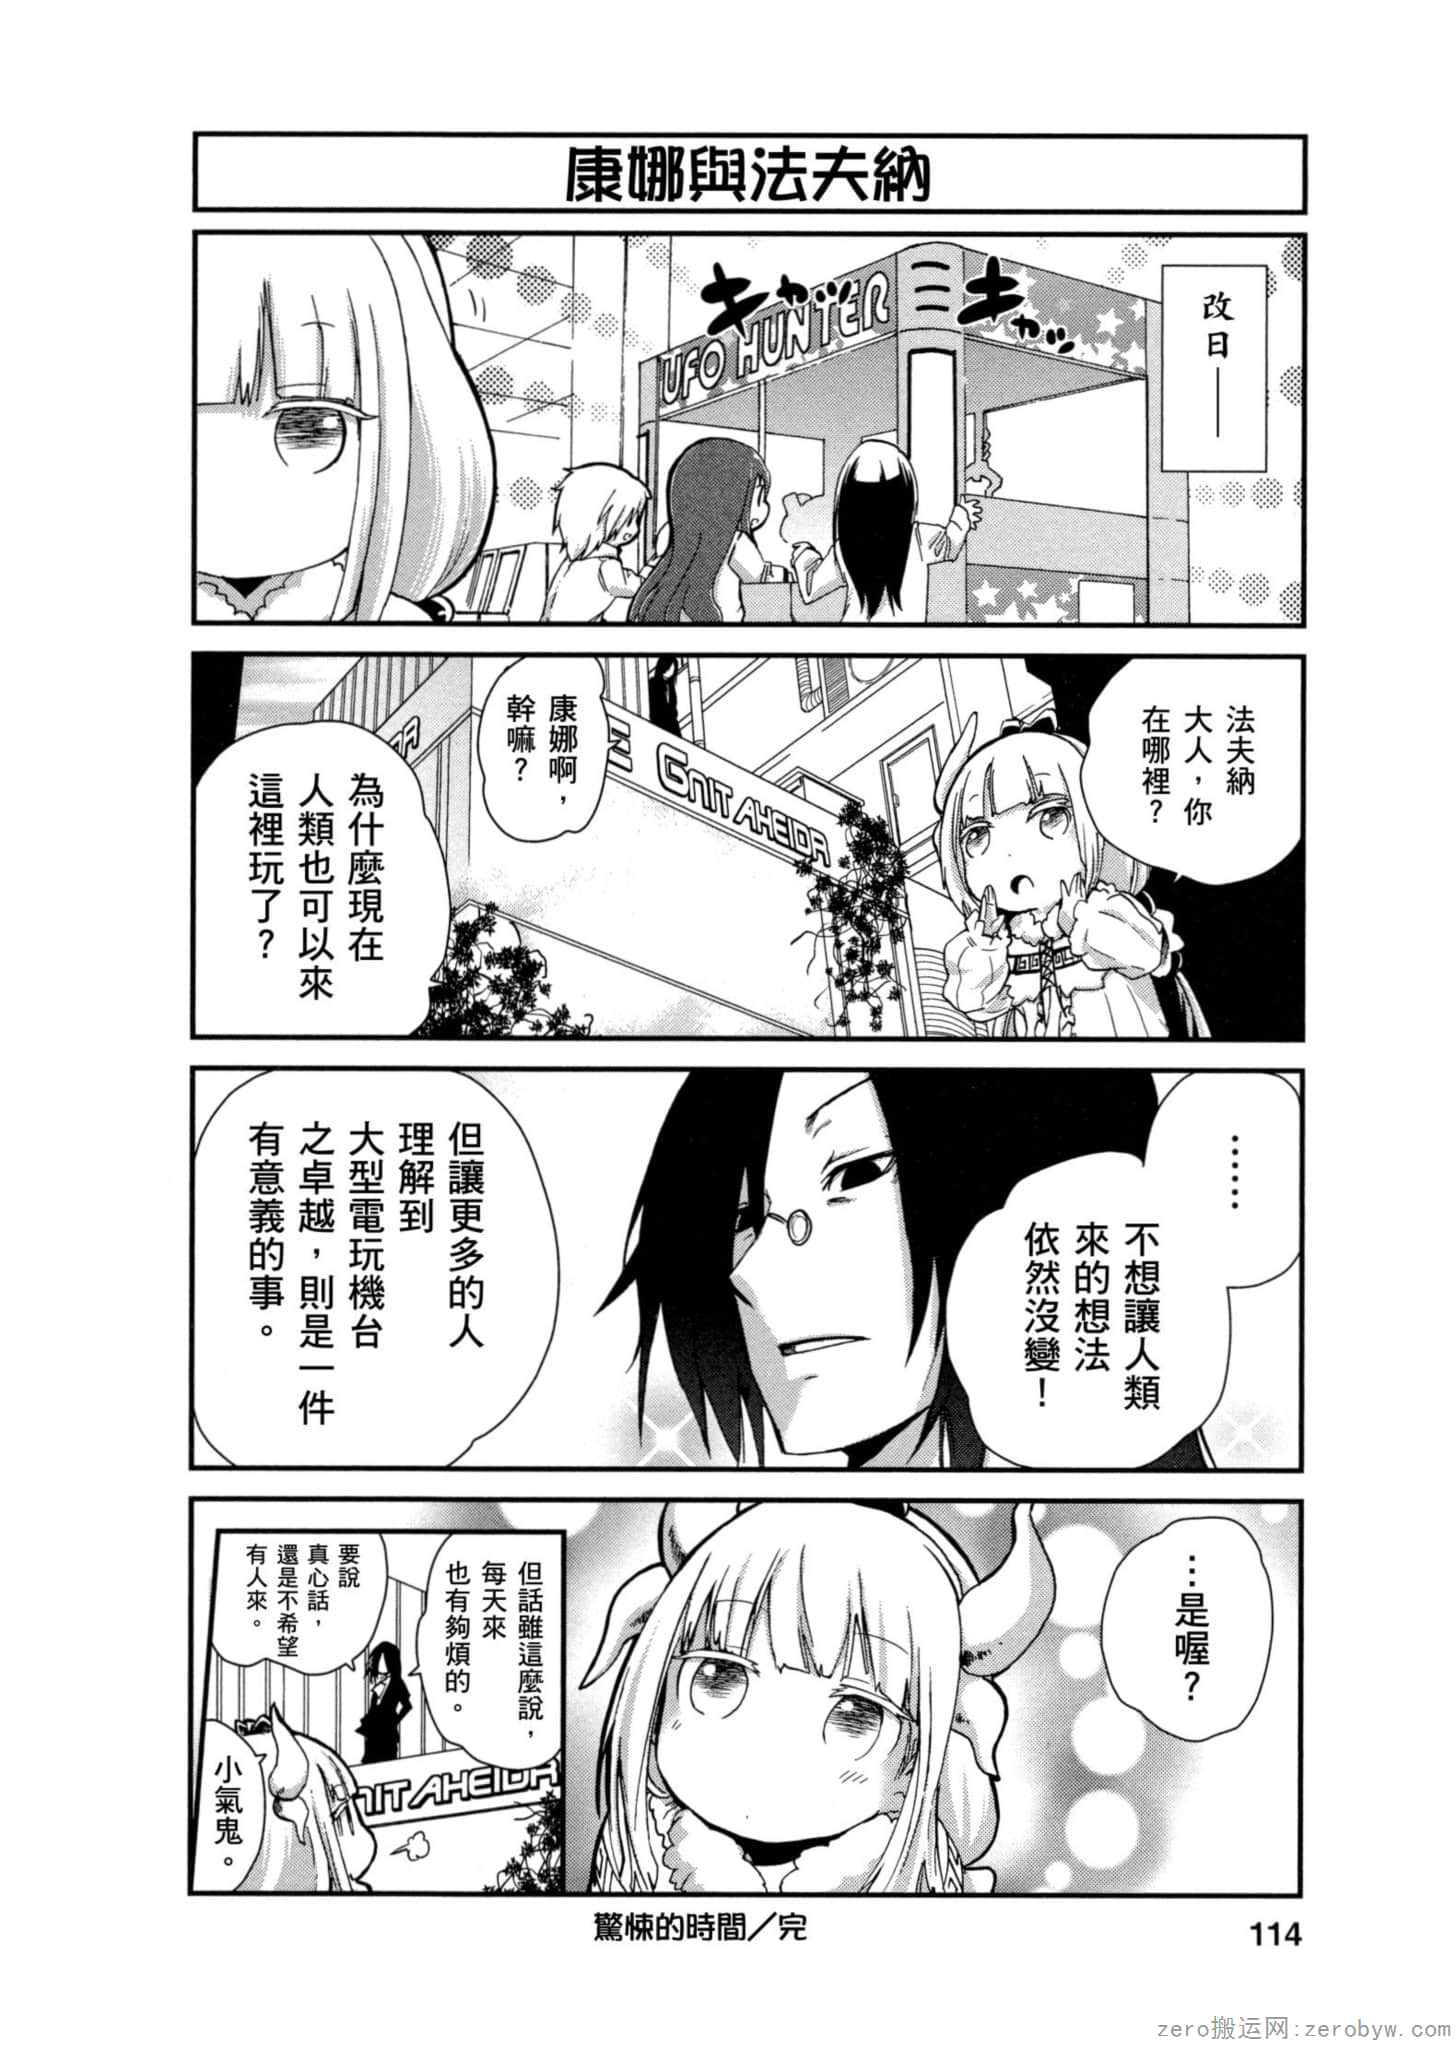 康娜與法夫納
改日——
キャッ
キャッ
UFO HUNTER
法夫納
大人，你
在哪裡？
康娜啊，
幹嘛？
GNITAHEIDR
為什麼現在
人類也可以來
這裡玩了？
……
不想讓人類
來的想法
依然沒變！
但讓更多的人
理解到
大型電玩機台
之卓越，則是一件
有意義的事。
…是喔？
但話雖這麼說，
每天來
也有夠煩的。
要說
真心話，
還是不希望
有人來。
NITAHEIDR
小氣鬼。
驚悚的時間／完
114
zero搬运网:zerobyw.com